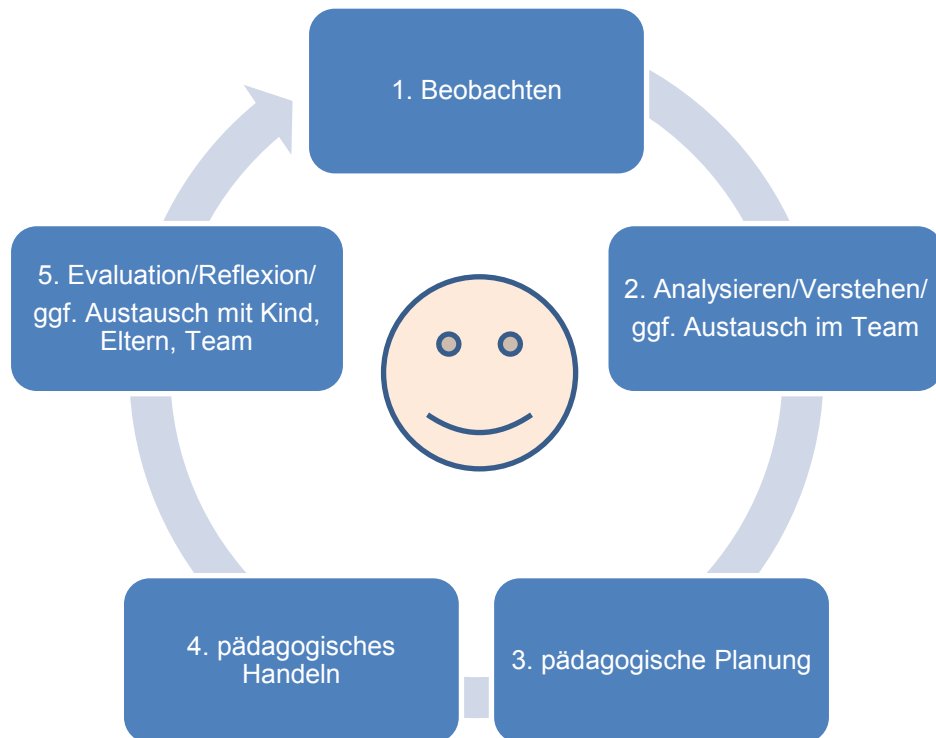 1. Beobachten
2. Analysieren/Verstehen/
ggf. Austausch im Team
3. pädagogische Planung
4. pädagogisches
Handeln
5. Evaluation/Reflexion/
ggf. Austausch mit Kind,
Eltern, Team